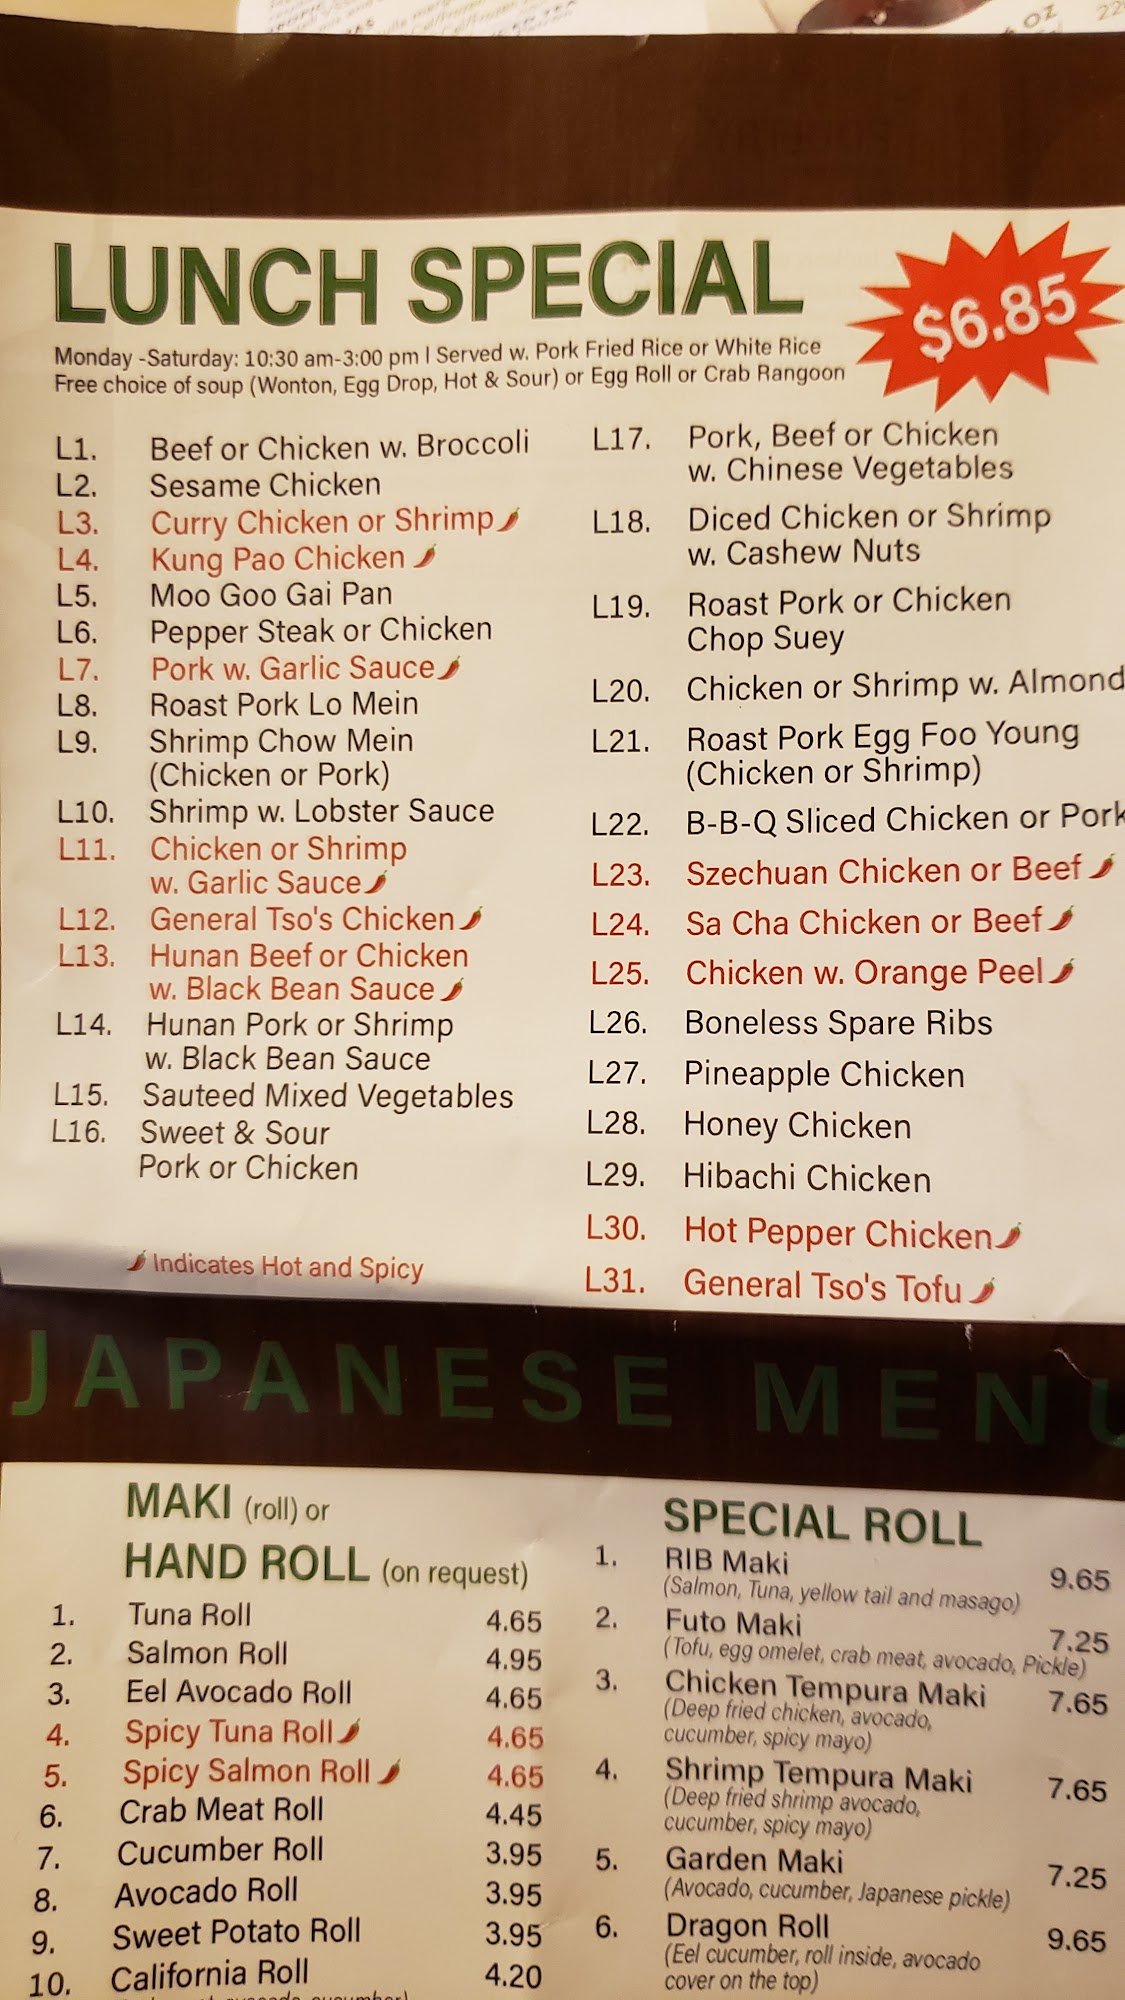 OZ
LUNCH SPECIAL
$6.85
Monday -Saturday: 10:30 am-3:00 pm | Served w. Pork Fried Rice or White Rice
Free choice of soup (Wonton, Egg Drop, Hot & Sour) or Egg Roll or Crab Rangoon
L1. Beef or Chicken w. Broccoli
L2. Sesame Chicken
L3. Curry Chicken or Shrimp
L4. Kung Pao Chicken
L5. Moo Goo Gai Pan
L6. Pepper Steak or Chicken
L7. Pork w. Garlic Sauce
L8. Roast Pork Lo Mein
L9. Shrimp Chow Mein
(Chicken or Pork)
L10. Shrimp w. Lobster Sauce
L11. Chicken or Shrimp
w. Garlic Sauce
L12. General Tso's Chicken
L13. Hunan Beef or Chicken
w. Black Bean Sauce
L14. Hunan Pork or Shrimp
w. Black Bean Sauce
L15. Sauteed Mixed Vegetables
L16. Sweet & Sour
Pork or Chicken
Indicates Hot and Spicy
L17. Pork, Beef or Chicken
w. Chinese Vegetables
L18. Diced Chicken or Shrimp
w. Cashew Nuts
L19. Roast Pork or Chicken
Chop Suey
L20. Chicken or Shrimp w. Almond
L21. Roast Pork Egg Foo Young
(Chicken or Shrimp)
L22. B-B-Q Sliced Chicken or Pork
L23. Szechuan Chicken or Beef
L24. Sa Cha Chicken or Beef
L25. Chicken w. Orange Peel
L26. Boneless Spare Ribs
L27. Pineapple Chicken
L28. Honey Chicken
L29. Hibachi Chicken
L30. Hot Pepper Chicken
L31. General Tso's Tofu
JAPANESE MENU
MAKI (roll) or
HAND ROLL (on request)
1. Tuna Roll 4.65
2. Salmon Roll 4.95
3. Eel Avocado Roll 4.65
4. Spicy Tuna Roll 4.65
5. Spicy Salmon Roll 4.65
6. Crab Meat Roll 4.45
7. Cucumber Roll 3.95
8. Avocado Roll 3.95
9. Sweet Potato Roll 3.95
10. California Roll 4.20
SPECIAL ROLL
1. RIB Maki 9.65
(Salmon, Tuna, yellow tail and masago)
2. Futo Maki 7.25
(Tofu, egg omelet, crab meat, avocado, Pickle)
3. Chicken Tempura Maki 7.65
(Deep fried chicken, avocado,
cucumber, spicy mayo)
4. Shrimp Tempura Maki 7.65
(Deep fried shrimp avocado,
cucumber, spicy mayo)
5. Garden Maki 7.25
(Avocado, cucumber, Japanese pickle)
6. Dragon Roll 9.65
(Eel cucumber, roll inside, avocado
cover on the top)